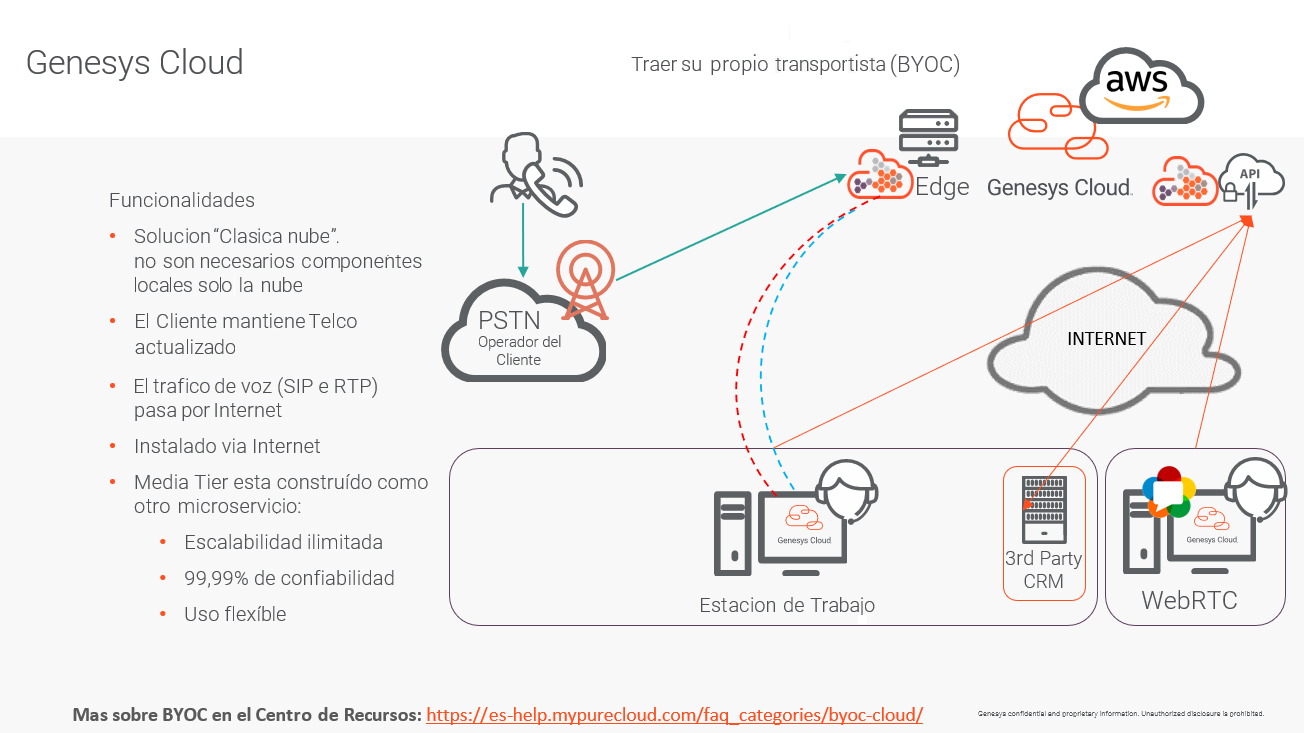 Genesys Cloud
Traer su propio transportista (BYOC)
aws
Edge
Genesys Cloud
API
Funcionalidades
• Solucion “Clasica nube”.
no son necesarios componentes
locales solo la nube
• El Cliente mantiene Telco
actualizado
• El trafico de voz (SIP e RTP)
pasa por Internet
• Instalado via Internet
• Media Tier esta construído como
otro microservicio:
• Escalabilidad ilimitada
• 99,99% de confiabilidad
• Uso flexíble
PSTN
Operador del
Cliente
INTERNET
Genesys Cloud
Estacion de Trabajo
3rd Party
CRM
Genesys Cloud
WebRTC
Mas sobre BYOC en el Centro de Recursos: https://es-help.mypurecloud.com/faq_categories/byoc-cloud/
Genesys confidential and proprietary information. Unauthorized disclosure is prohibited.